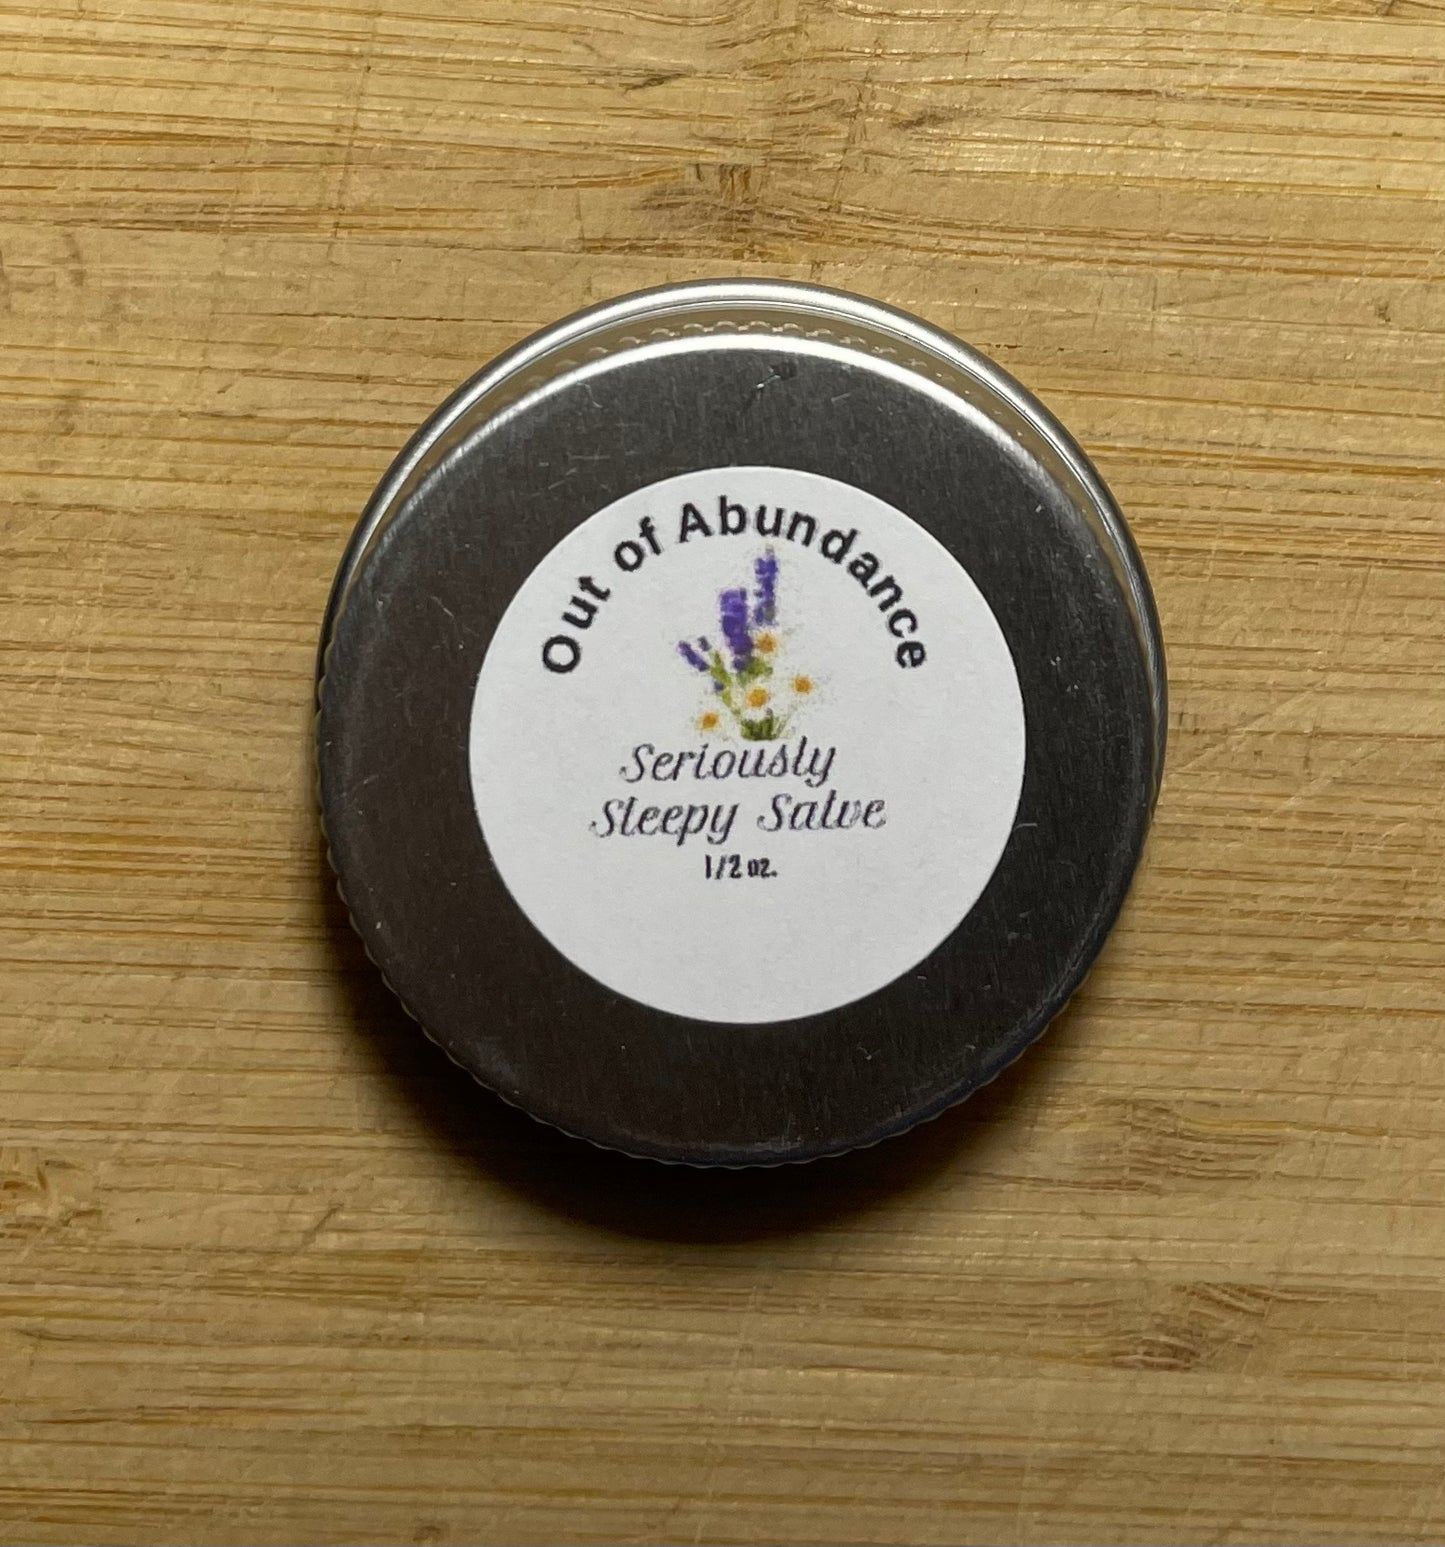 Out of Abundance
Seriously
Sleepy Salve
1/2 oz.